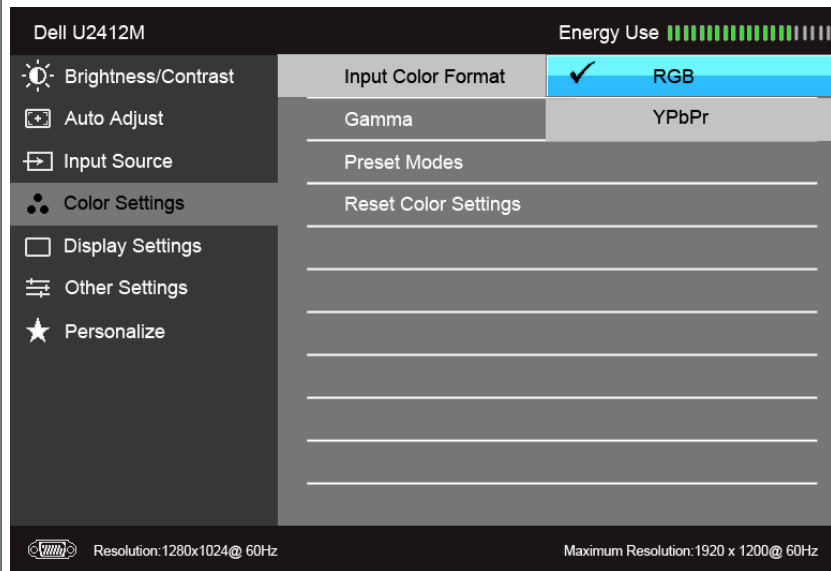 Dell U2412M
Energy Use
Brightness/Contrast
Auto Adjust
Input Source
Color Settings
Display Settings
Other Settings
Personalize
Input Color Format
Gamma
Preset Modes
Reset Color Settings
RGB
YPbPr
Resolution:1280x1024@ 60Hz
Maximum Resolution:1920 x 1200@ 60Hz